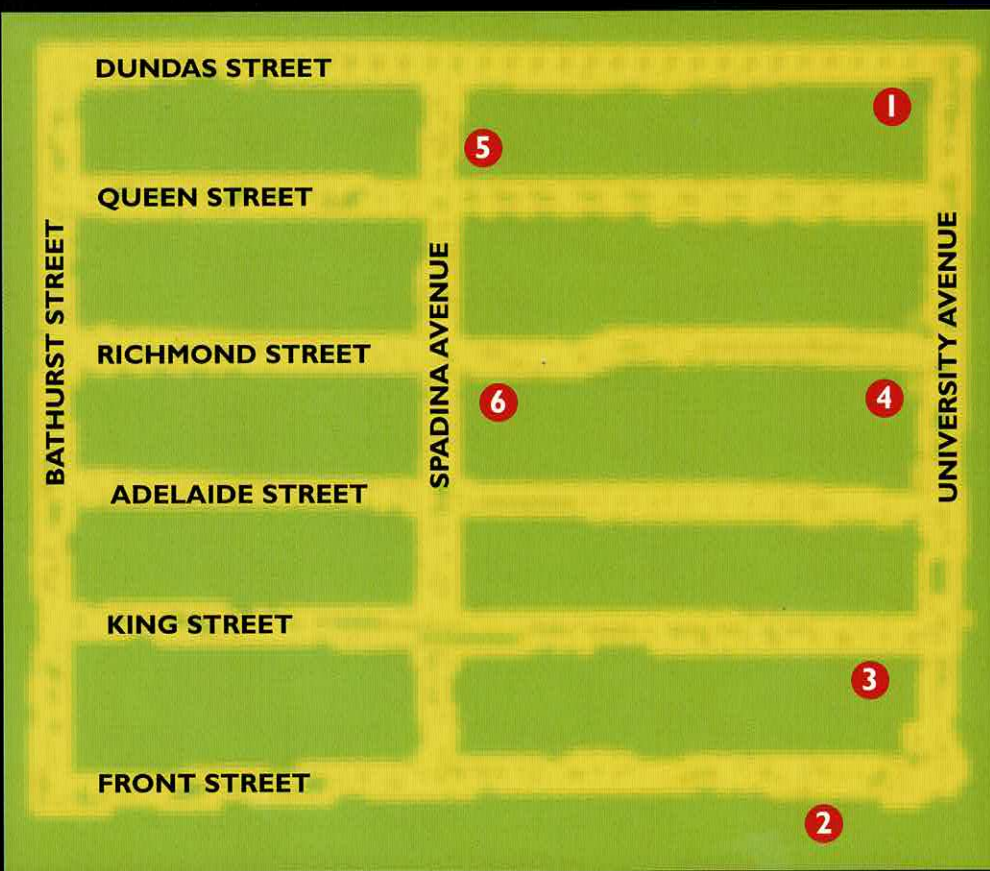 DUNDAS STREET
1
5
QUEEN STREET
BATHURST STREET
SPADINA AVENUE
UNIVERSITY AVENUE
RICHMOND STREET
6
4
ADELAIDE STREET
KING STREET
3
FRONT STREET
2